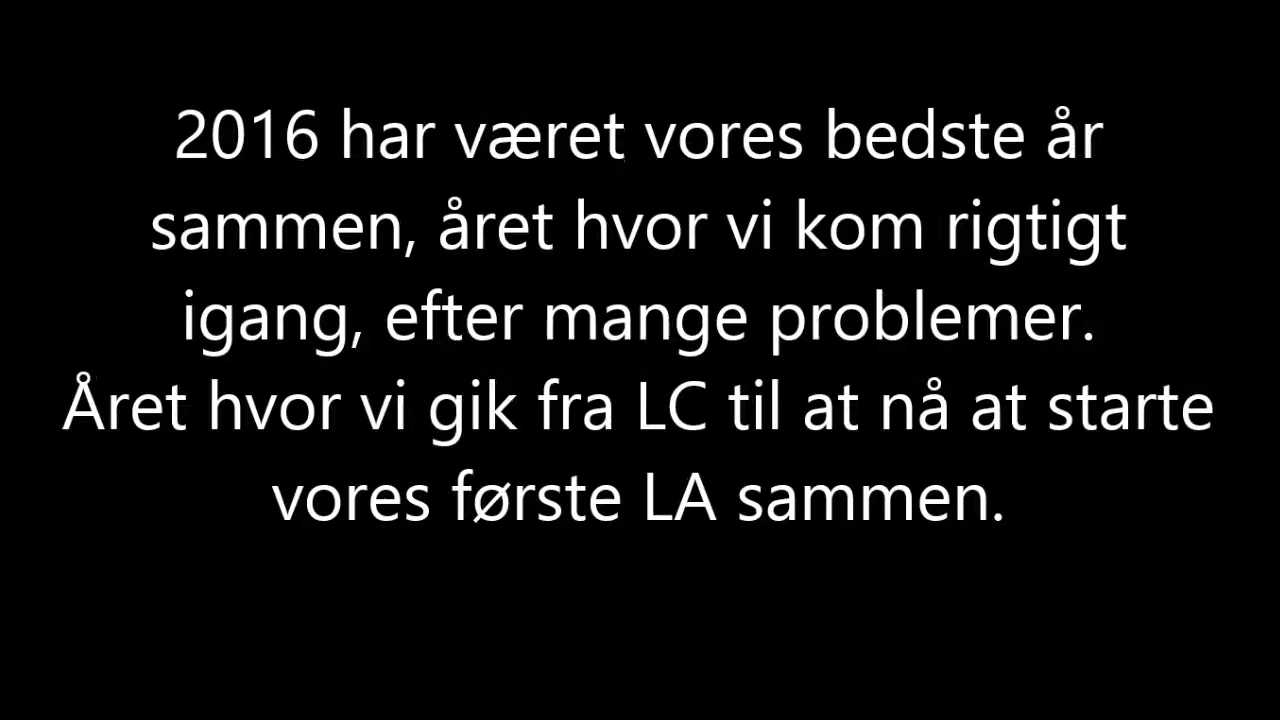 2016 har været vores bedste år
sammen, året hvor vi kom rigtigt
igang, efter mange problemer.
Året hvor vi gik fra LC til at nå at starte
vores første LA sammen.